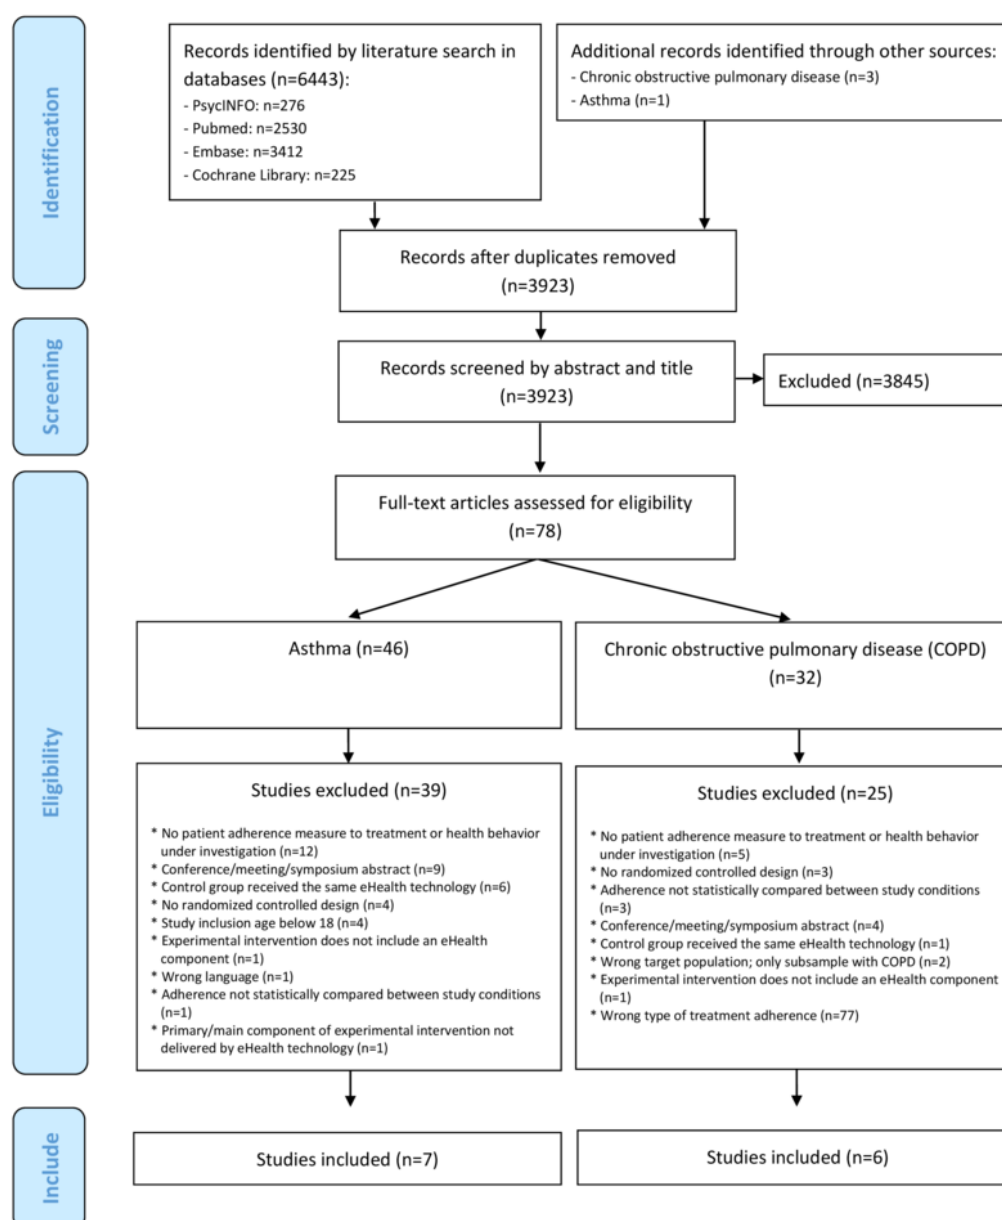 Identification
Records identified by literature search in
databases (n=6443):
- PsycINFO: n=276
- Pubmed: n=2530
- Embase: n=3412
- Cochrane Library: n=225
Additional records identified through other sources:
- Chronic obstructive pulmonary disease (n=3)
- Asthma (n=1)
Records after duplicates removed
(n=3923)
Screening
Records screened by abstract and title
(n=3923)
Excluded (n=3845)
Eligibility
Full-text articles assessed for eligibility
(n=78)
Asthma (n=46)
Chronic obstructive pulmonary disease (COPD)
(n=32)
Studies excluded (n=39)
* No patient adherence measure to treatment or health behavior
under investigation (n=12)
* Conference/meeting/symposium abstract (n=9)
* Control group received the same eHealth technology (n=6)
* No randomized controlled design (n=4)
* Study inclusion age below 18 (n=4)
* Experimental intervention does not include an eHealth
component (n=1)
* Wrong language (n=1)
* Adherence not statistically compared between study conditions
(n=1)
* Primary/main component of experimental intervention not
delivered by eHealth technology (n=1)
Studies excluded (n=25)
* No patient adherence measure to treatment or health behavior
under investigation (n=5)
* No randomized controlled design (n=3)
* Adherence not statistically compared between study conditions
(n=3)
* Conference/meeting/symposium abstract (n=4)
* Control group received the same eHealth technology (n=1)
* Wrong target population; only subsample with COPD (n=2)
* Experimental intervention does not include an eHealth component
(n=1)
* Wrong type of treatment adherence (n=77)
Include
Studies included (n=7)
Studies included (n=6)